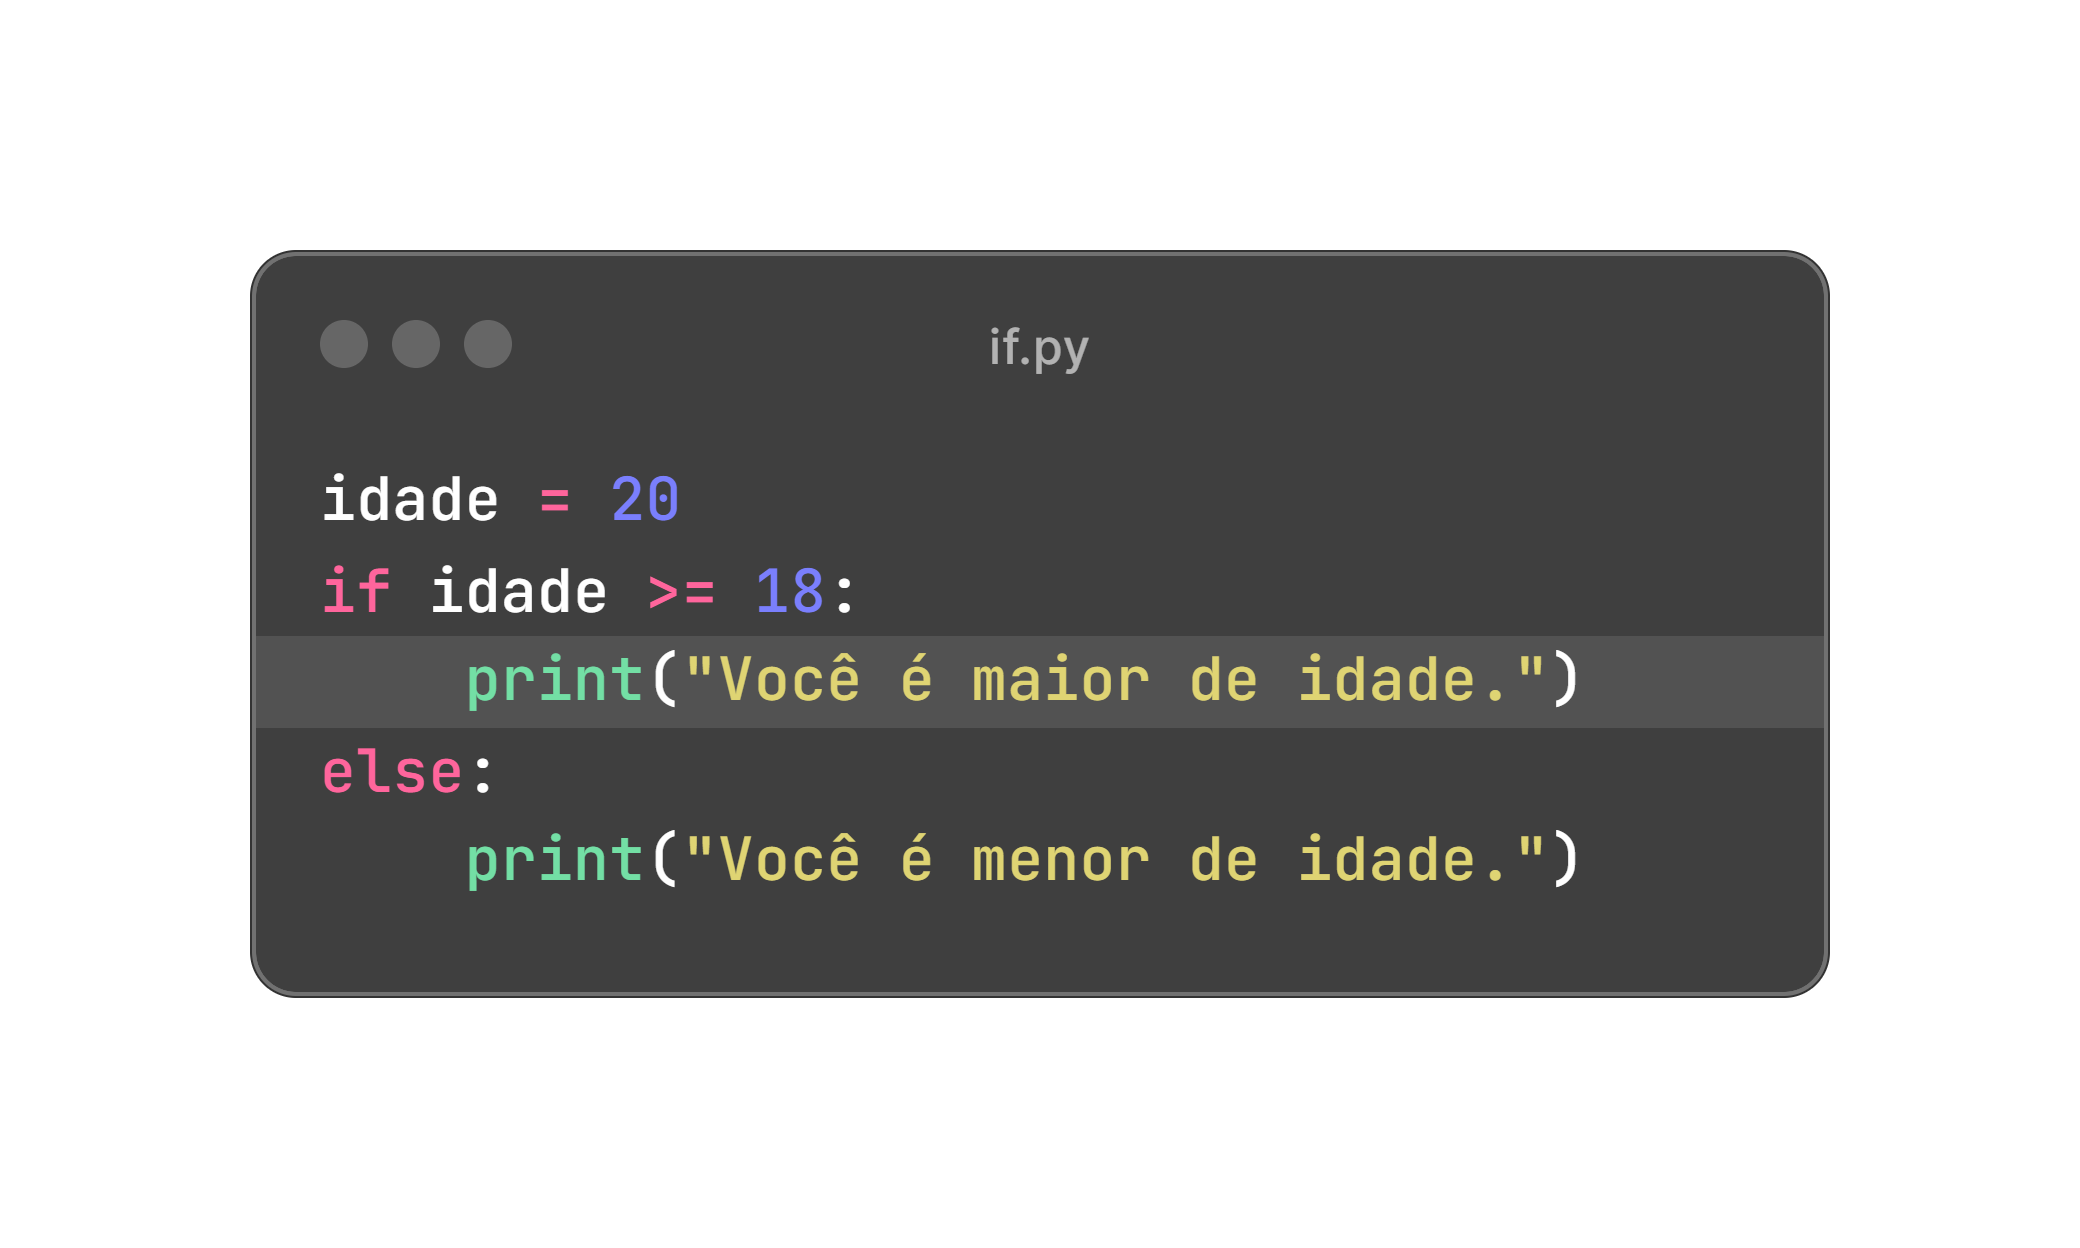 if.py
idade = 20
if idade >= 18:
    print("Você é maior de idade.")
else:
    print("Você é menor de idade.")